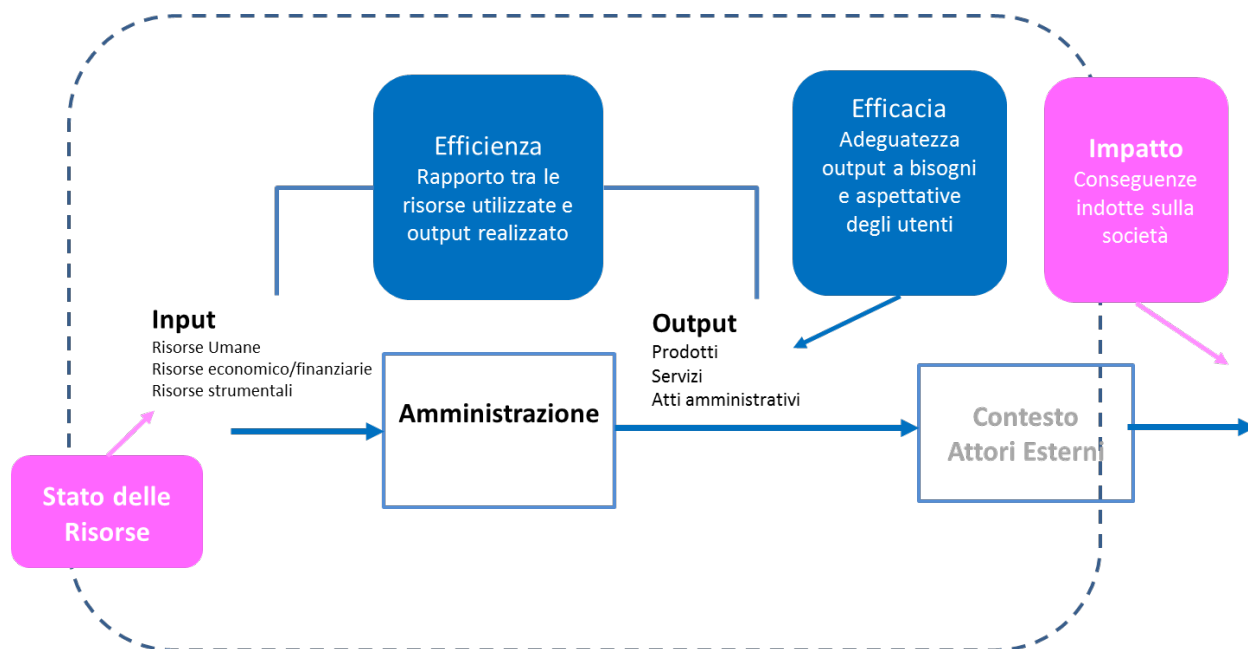 Efficienza
Rapporto tra le
risorse utilizzate e
output realizzato
Efficacia
Adeguatezza
output a bisogni
e aspettative
degli utenti
Impatto
Conseguenze
indotte sulla
società
Input
Risorse Umane
Risorse economico/finanziarie
Risorse strumentali
Output
Prodotti
Servizi
Atti amministrativi
Amministrazione
Contesto
Attori Esterni
Stato delle
Risorse